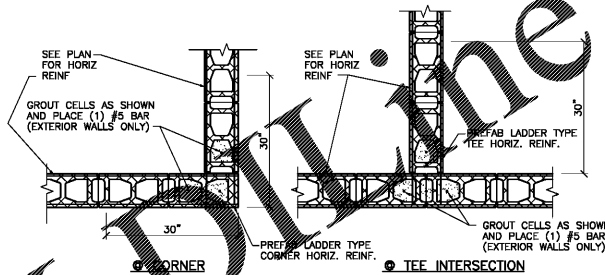 SEE PLAN
FOR HORIZ
REINF
GROUT CELLS AS SHOWN
AND PLACE (1) #5 BAR
(EXTERIOR WALLS ONLY)
30"
30"
PREFAB LADDER TYPE
CORNER HORIZ. REINF.
@ CORNER
SEE PLAN
FOR HORIZ
REINF
30"
PREFAB LADDER TYPE
TEE HORIZ. REINF.
GROUT CELLS AS SHOWN
AND PLACE (1) #5 BAR
(EXTERIOR WALLS ONLY)
@ TEE INTERSECTION
DLine